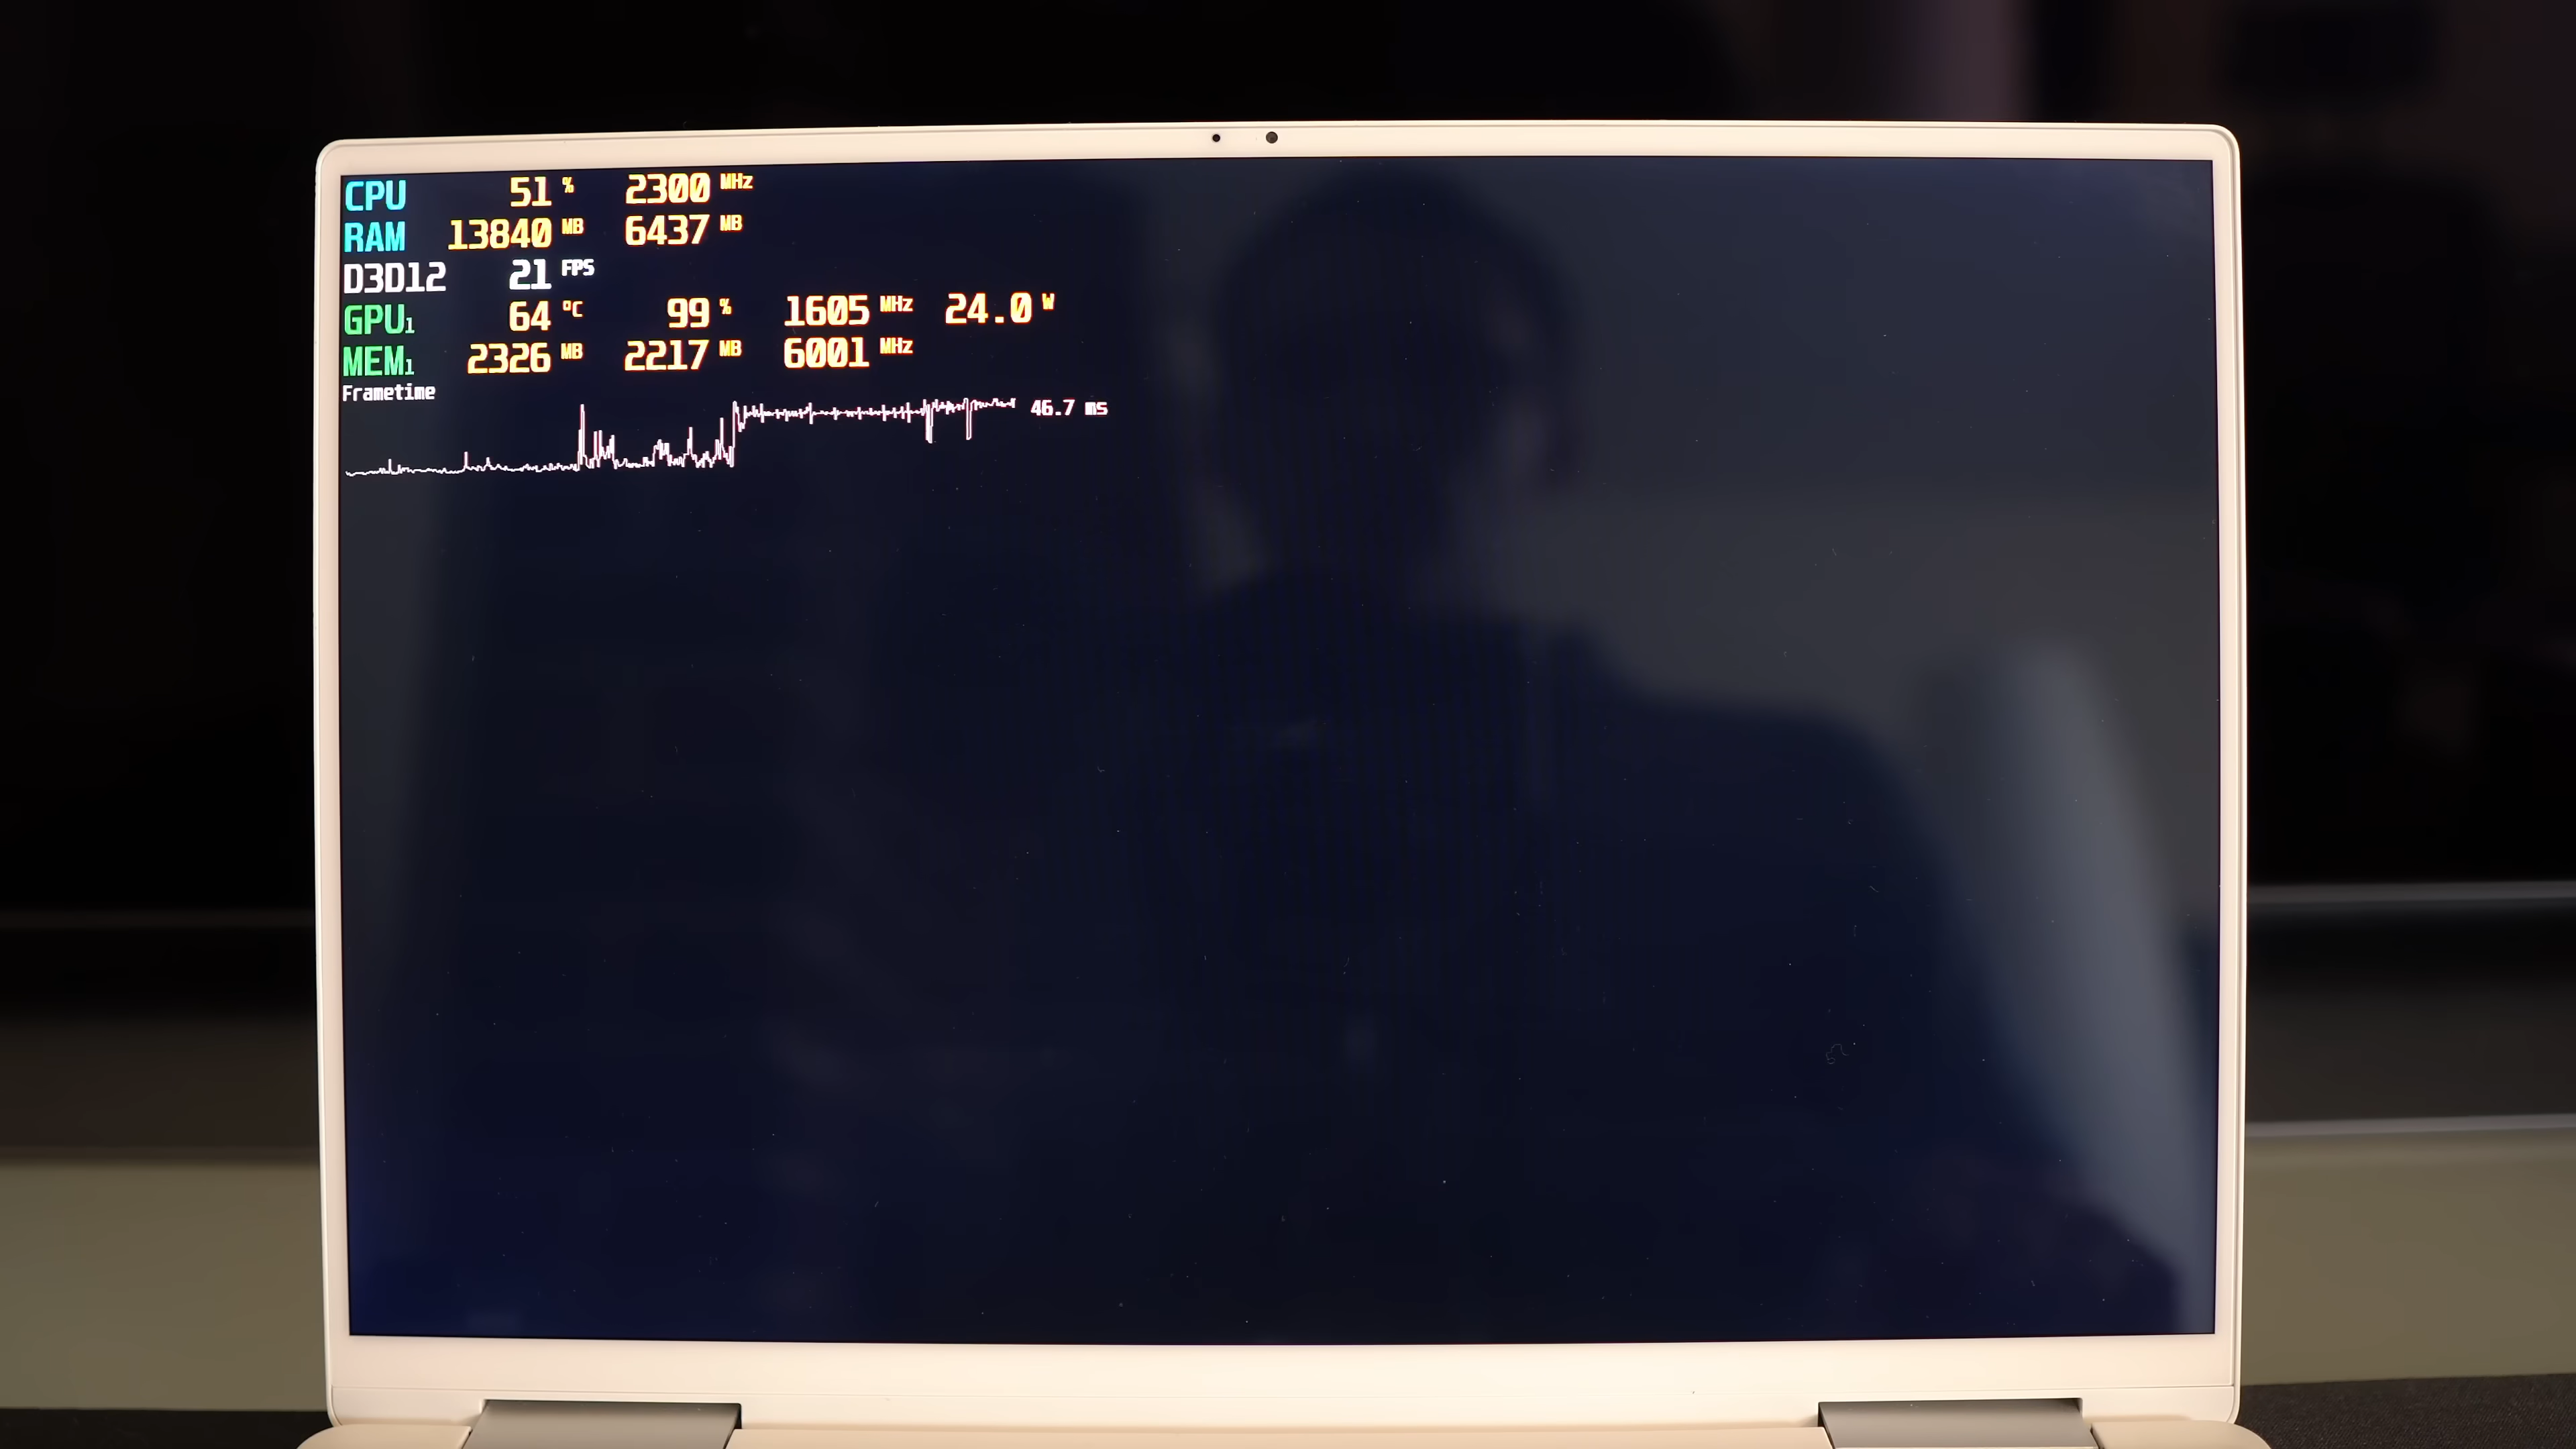 CPU 51 % 2300 MHz
RAM 13840 MB 6437 MB
D3D12 21 FPS
GPU1 64 °C 99 % 1605 MHz 24.0 W
MEM1 2326 MB 2217 MB 6001 MHz
Frametime
46.7 ms